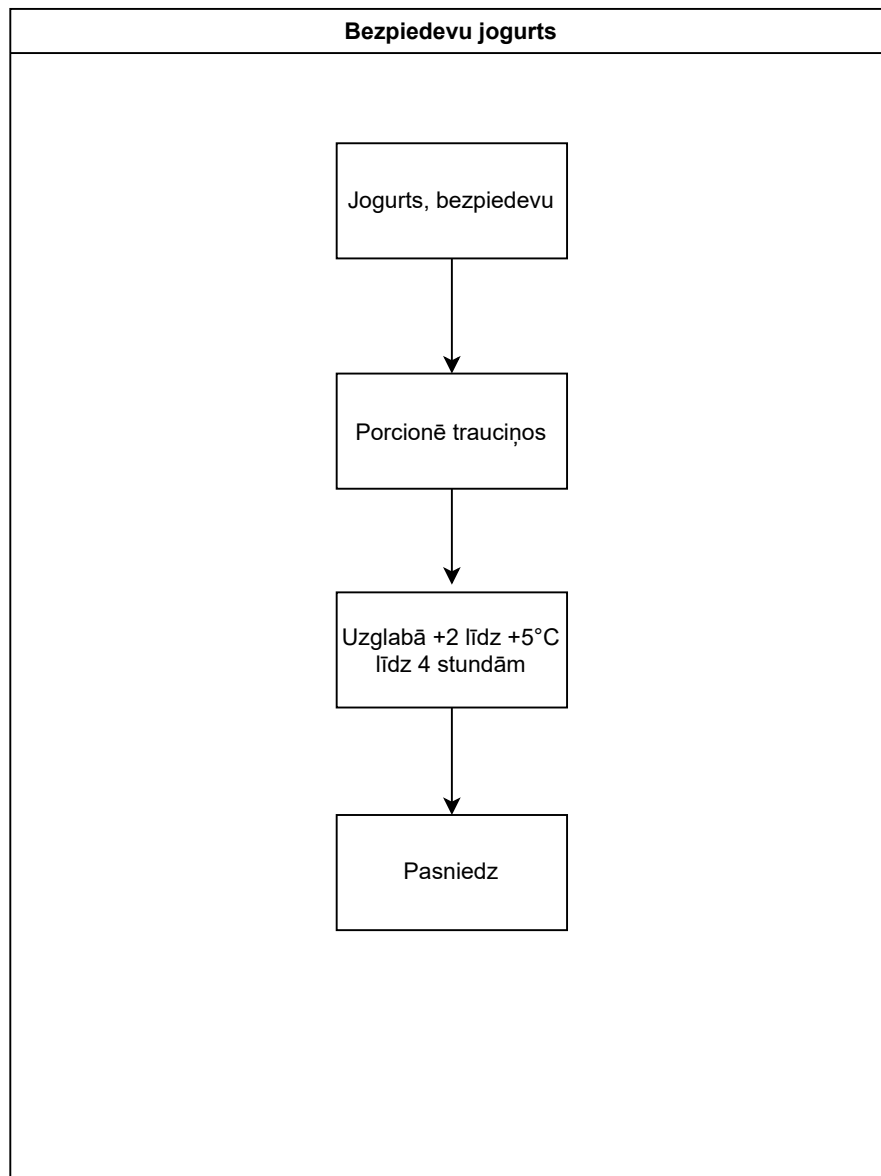 Bezpiedevu jogurts
Jogurts, bezpiedevu
Porcionē trauciņos
Uzglabā +2 līdz +5°C
līdz 4 stundām
Pasniedz